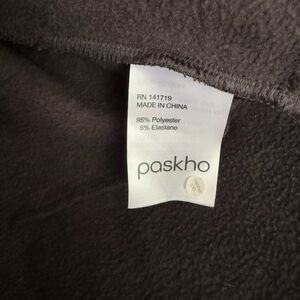 RN 141719
MADE IN CHINA
95% Polyester
5% Elastane
paskho